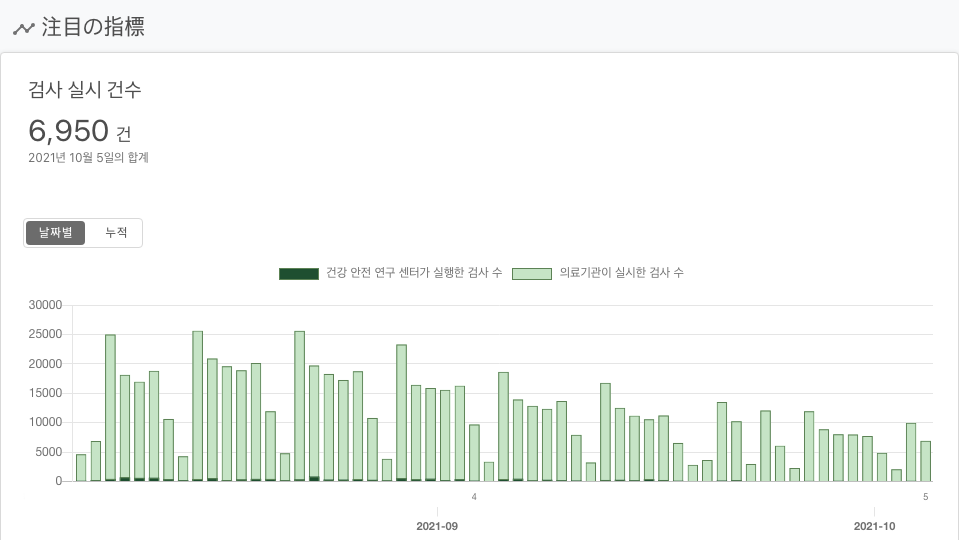 注目の指標
검사 실시 건수
6,950 건
2021년 10월 5일의 합계
날짜별 누적
건강 안전 연구 센터가 실행한 검사 수 의료기관이 실시한 검사 수
30000
25000
20000
15000
10000
5000
0
4 5
2021-09 2021-10